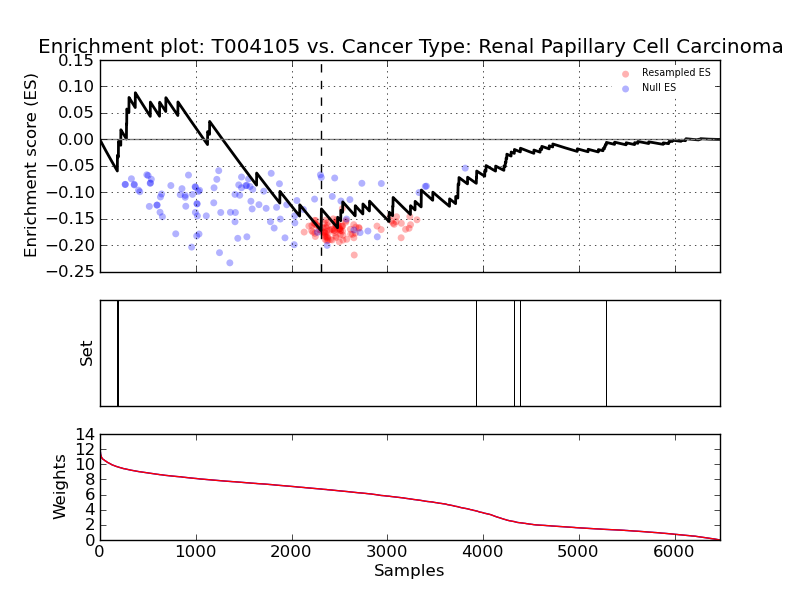 Enrichment plot: T004105 vs. Cancer Type: Renal Papillary Cell Carcinoma
Enrichment score (ES)
0.15
0.10
0.05
0.00
−0.05
−0.10
−0.15
−0.20
−0.25
Resampled ES
Null ES
Set
Weights
14
12
10
8
6
4
2
0
0 1000 2000 3000 4000 5000 6000
Samples